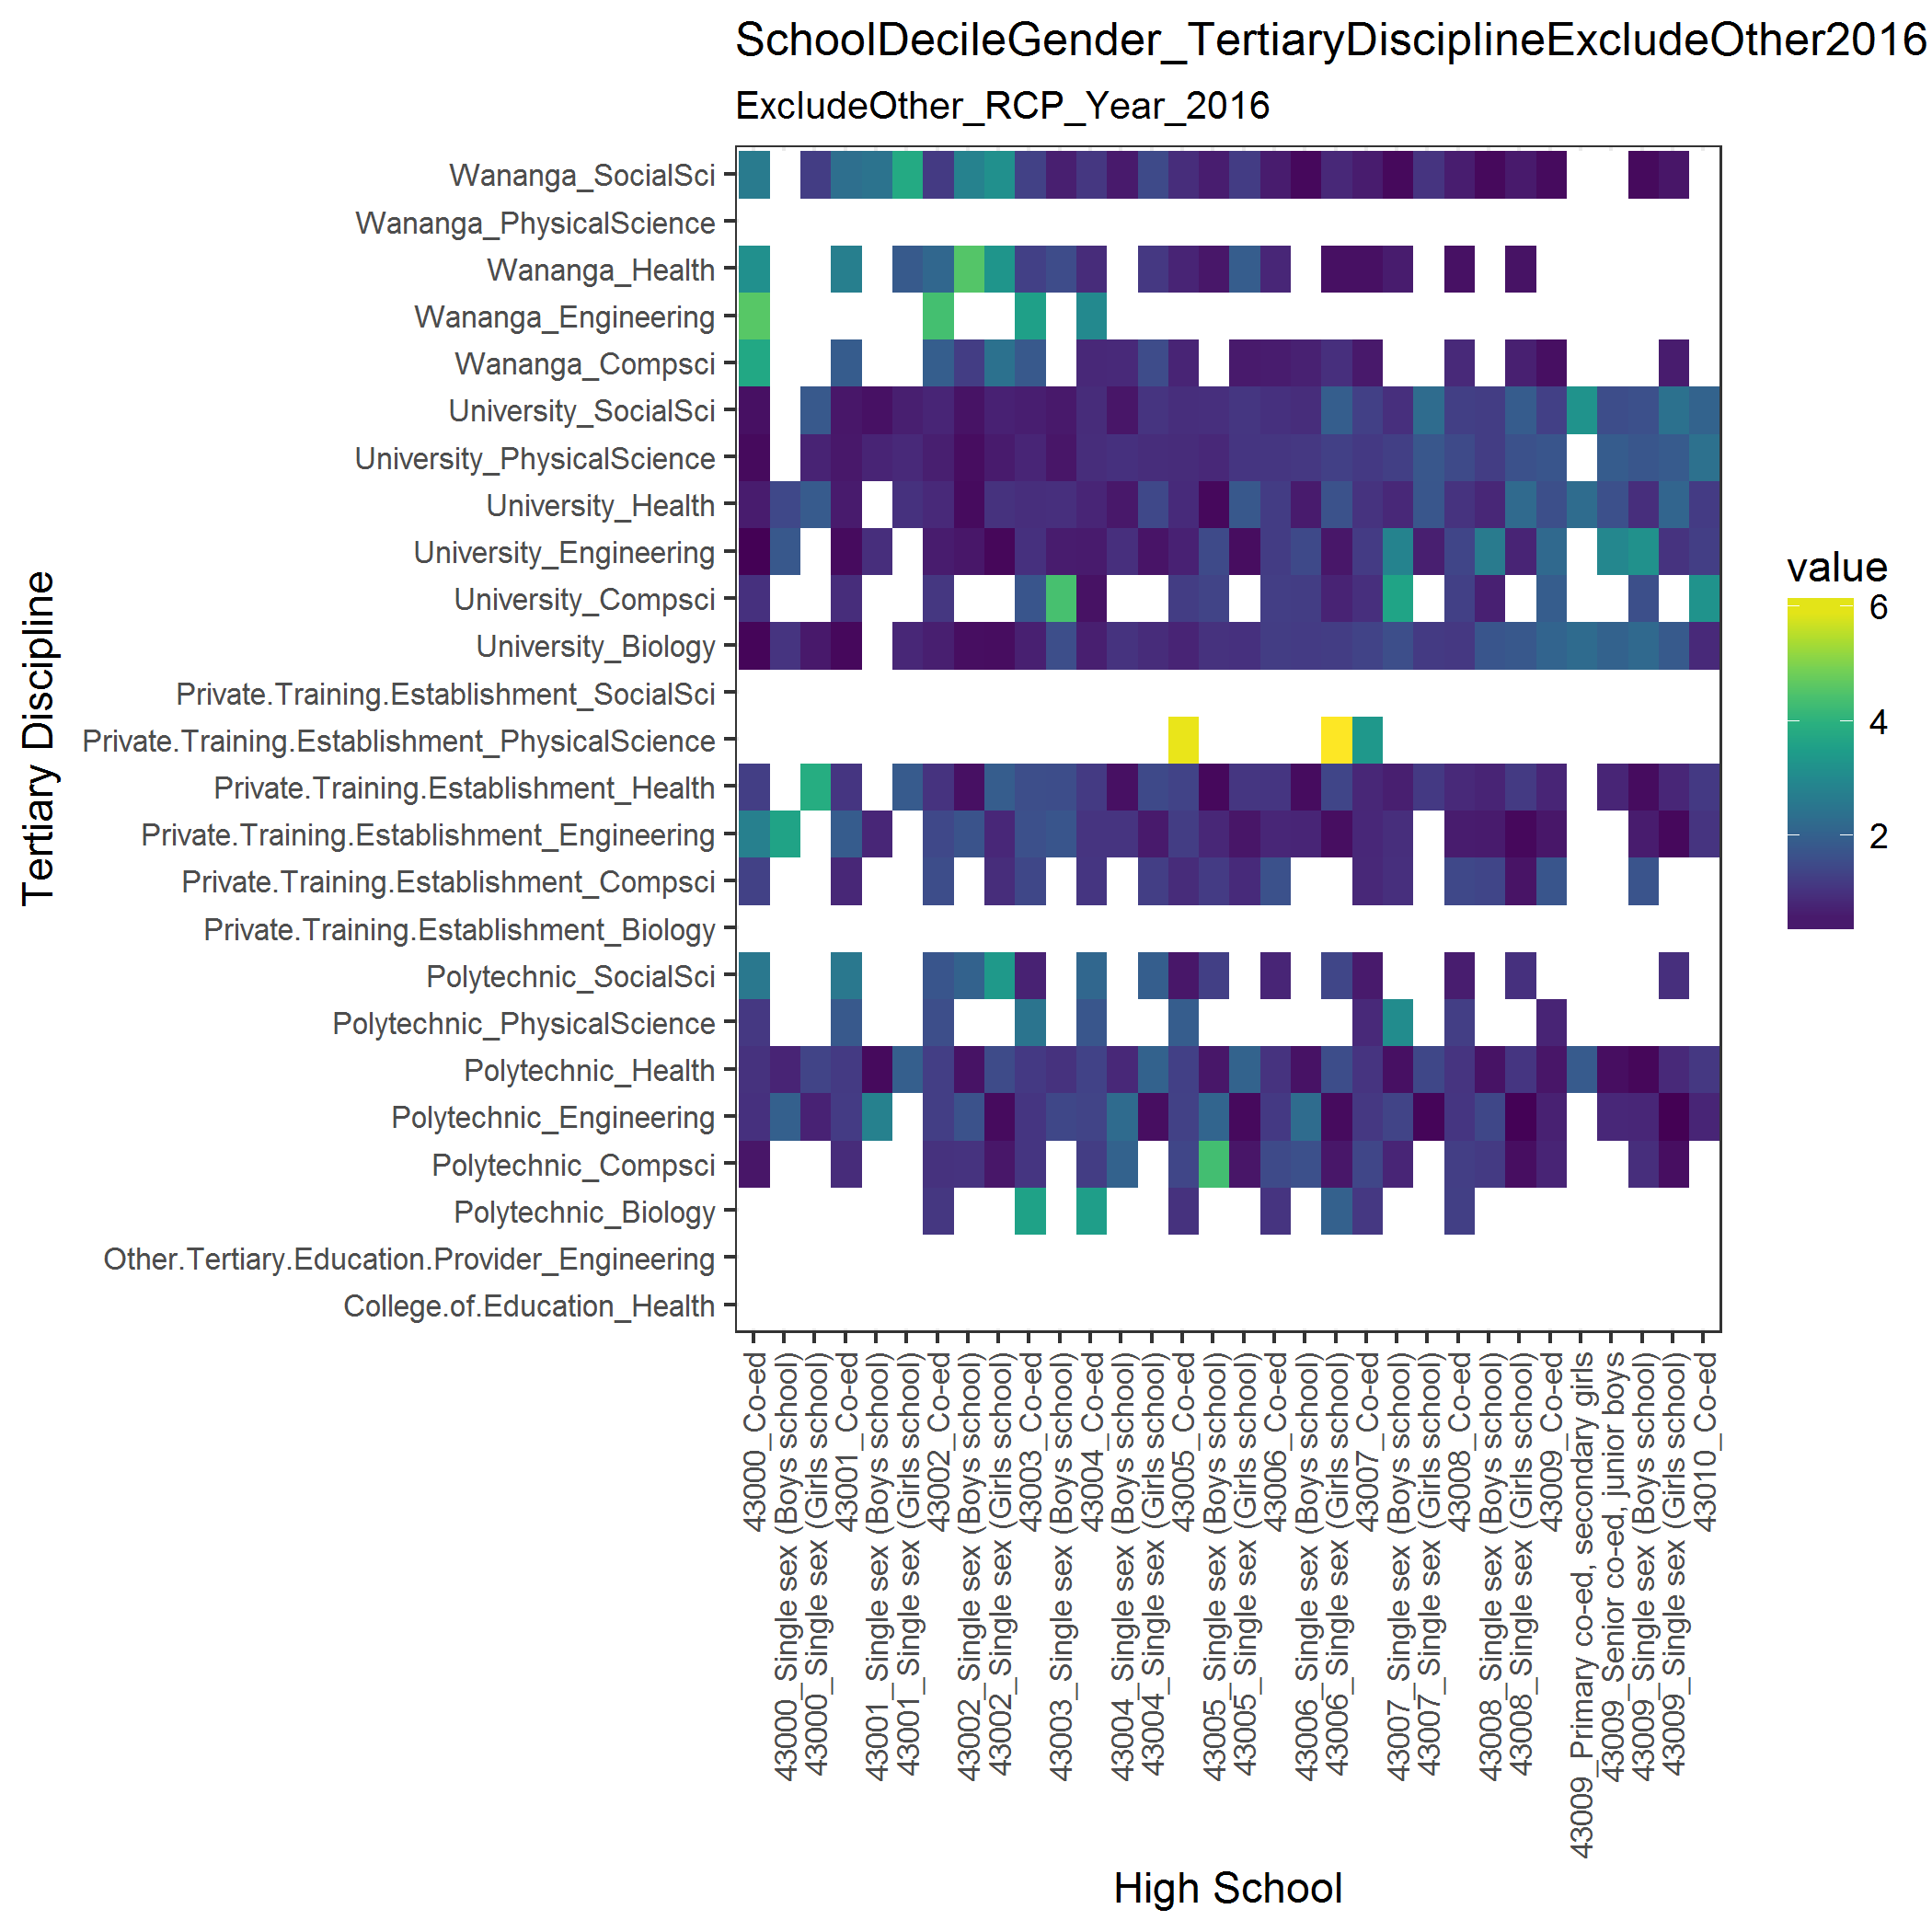 SchoolDecileGender_TertiaryDisciplineExcludeOther2016
ExcludeOther_RCP_Year_2016
Tertiary Discipline
Wananga_SocialSci
Wananga_PhysicalScience
Wananga_Health
Wananga_Engineering
Wananga_Compsci
University_SocialSci
University_PhysicalScience
University_Health
University_Engineering
University_Compsci
University_Biology
Private.Training.Establishment_SocialSci
Private.Training.Establishment_PhysicalScience
Private.Training.Establishment_Health
Private.Training.Establishment_Engineering
Private.Training.Establishment_Compsci
Private.Training.Establishment_Biology
Polytechnic_SocialSci
Polytechnic_PhysicalScience
Polytechnic_Health
Polytechnic_Engineering
Polytechnic_Compsci
Polytechnic_Biology
Other.Tertiary.Education.Provider_Engineering
College.of.Education_Health
value
6
4
2
43000_Co-ed
43000_Single sex (Boys school)
43000_Single sex (Girls school)
43001_Co-ed
43001_Single sex (Boys school)
43001_Single sex (Girls school)
43002_Co-ed
43002_Single sex (Boys school)
43002_Single sex (Girls school)
43003_Co-ed
43003_Single sex (Boys school)
43004_Co-ed
43004_Single sex (Boys school)
43004_Single sex (Girls school)
43005_Co-ed
43005_Single sex (Boys school)
43005_Single sex (Girls school)
43006_Co-ed
43006_Single sex (Boys school)
43006_Single sex (Girls school)
43007_Co-ed
43007_Single sex (Boys school)
43007_Single sex (Girls school)
43008_Co-ed
43008_Single sex (Boys school)
43008_Single sex (Girls school)
43009_Co-ed
43009_Primary co-ed, secondary girls
43009_Senior co-ed, junior boys
43009_Single sex (Boys school)
43009_Single sex (Girls school)
43010_Co-ed
High School